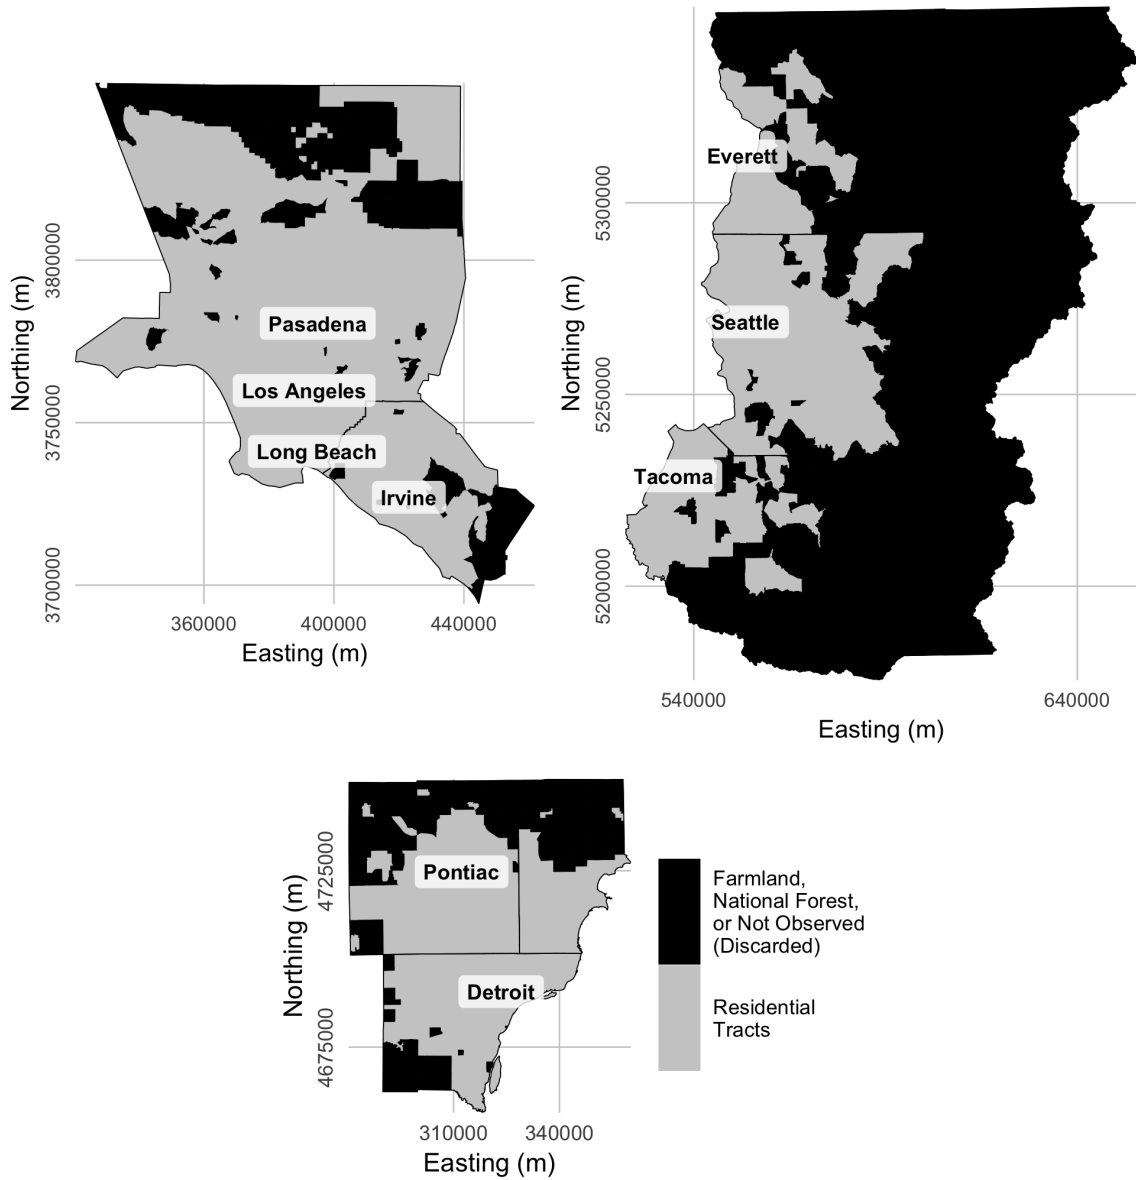 Northing (m)
3800000
3750000
3700000
Pasadena
Los Angeles
Long Beach
Irvine
360000
400000
440000
Easting (m)
Northing (m)
5300000
5250000
5200000
Everett
Seattle
Tacoma
540000
640000
Easting (m)
Northing (m)
4725000
4675000
Pontiac
Detroit
310000
340000
Easting (m)
Farmland,
National Forest,
or Not Observed
(Discarded)
Residential
Tracts